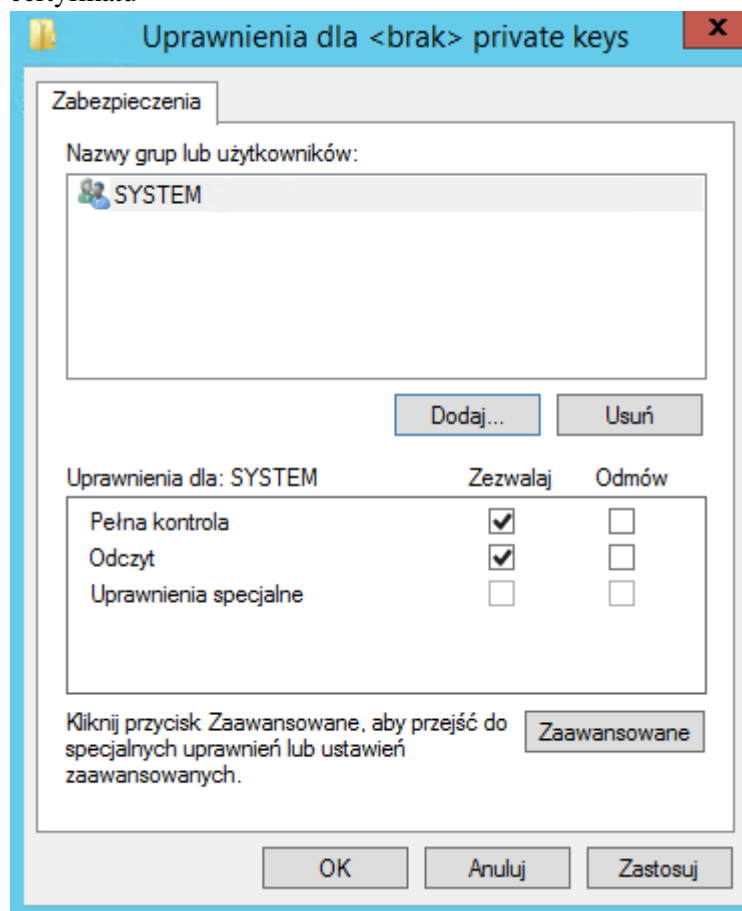 certyfikatu
Uprawnienia dla <brak> private keys
x
Zabezpieczenia
Nazwy grup lub użytkowników:
SYSTEM
Dodaj...
Usuń
Uprawnienia dla: SYSTEM
Zezwalaj
Odmów
Pełna kontrola
Odczyt
Uprawnienia specjalne
Kliknij przycisk Zaawansowane, aby przejść do
specjalnych uprawnień lub ustawień
zaawansowanych.
Zaawansowane
OK
Anuluj
Zastosuj